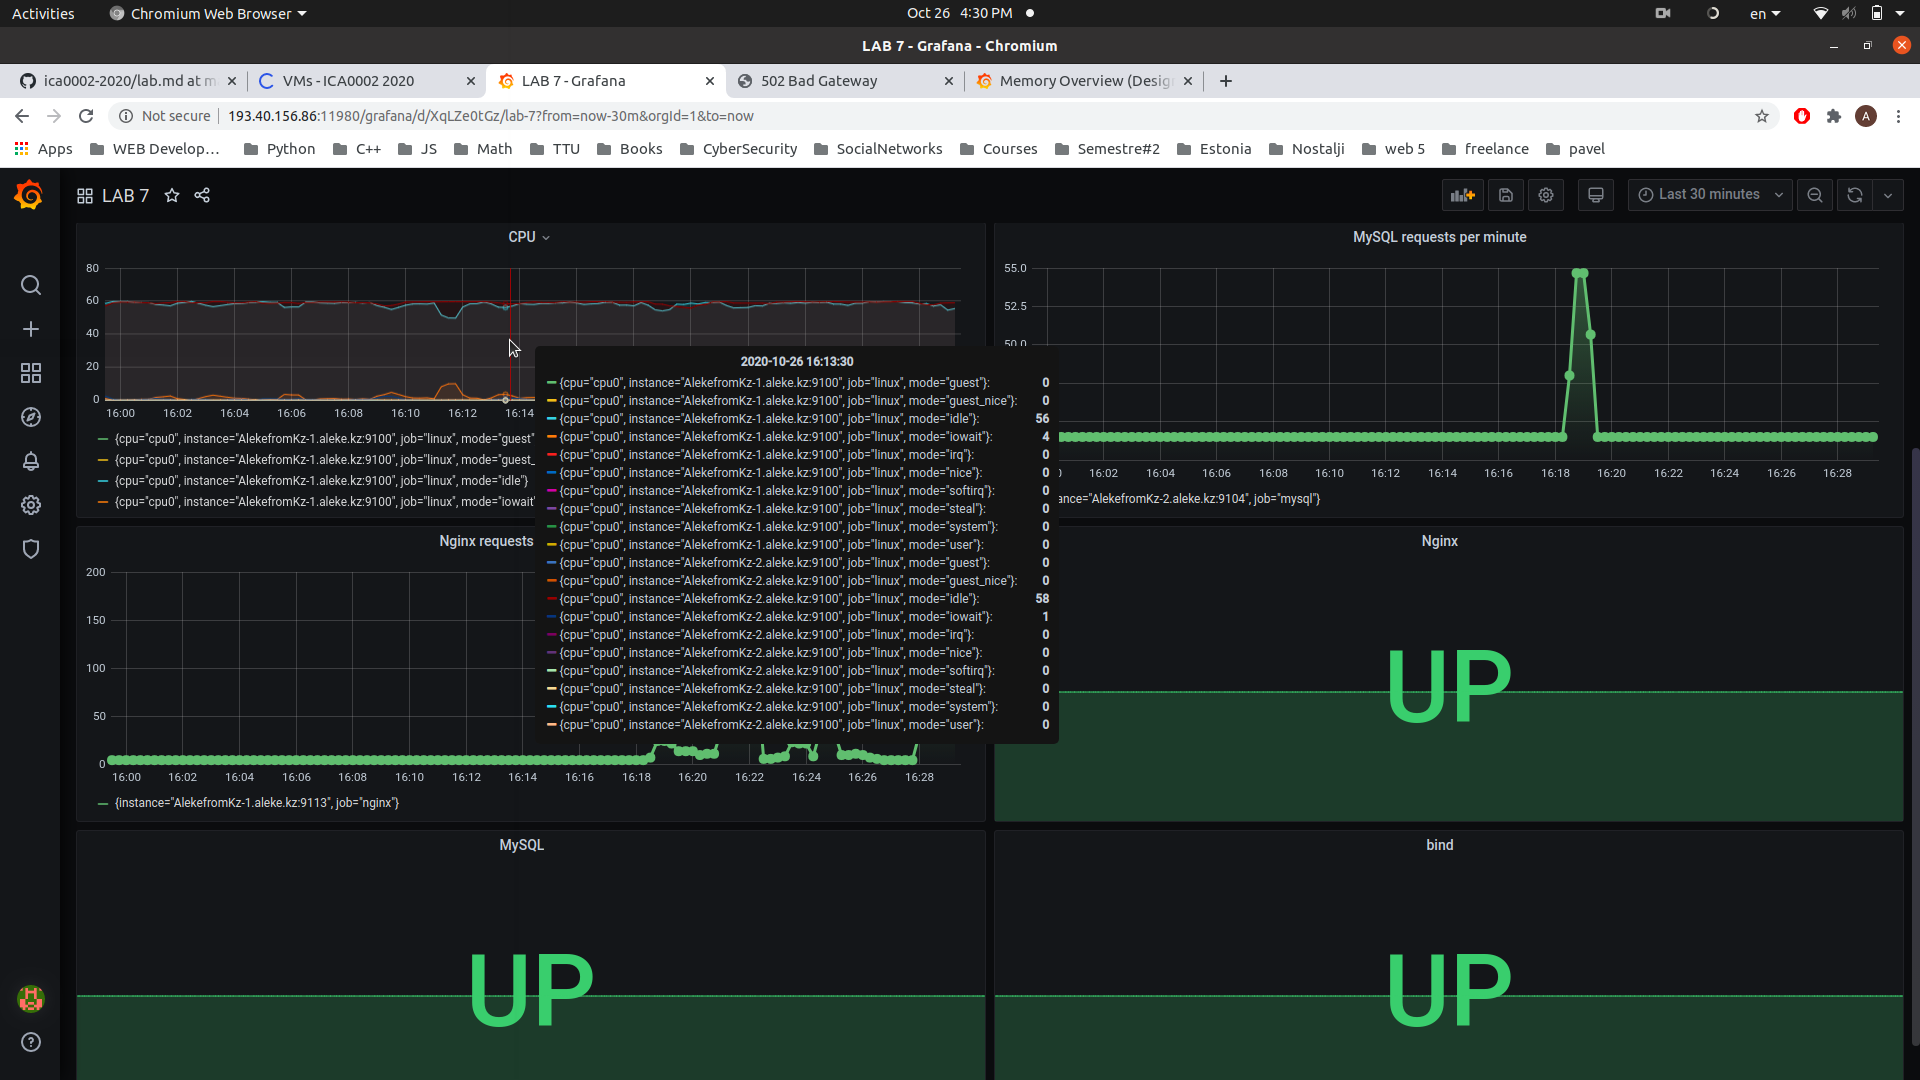 Activities
Chromium Web Browser
Oct 26 4:30 PM
en
LAB 7 - Grafana - Chromium
ica0002-2020/lab.md at m
VMs - ICA0002 2020
LAB 7 - Grafana
502 Bad Gateway
Memory Overview (Desig
Not secure
193.40.156.86:11980/grafana/d/XqLZe0tGz/lab-7?from=now-30m&orgId=1&to=now
A
Apps
WEB Develop...
Python
C++
JS
Math
TTU
Books
CyberSecurity
SocialNetworks
Courses
Semestre#2
Estonia
Nostalji
web 5
freelance
pavel
LAB 7
Last 30 minutes
CPU
80
60
40
20
0
16:00 16:02 16:04 16:06 16:08 16:10 16:12 16:14
{cpu="cpu0", instance="AlekefromKz-1.aleke.kz:9100", job="linux", mode="guest"
{cpu="cpu0", instance="AlekefromKz-1.aleke.kz:9100", job="linux", mode="guest_
{cpu="cpu0", instance="AlekefromKz-1.aleke.kz:9100", job="linux", mode="idle"}
{cpu="cpu0", instance="AlekefromKz-1.aleke.kz:9100", job="linux", mode="iowait"
2020-10-26 16:13:30
{cpu="cpu0", instance="AlekefromKz-1.aleke.kz:9100", job="linux", mode="guest"}: 0
{cpu="cpu0", instance="AlekefromKz-1.aleke.kz:9100", job="linux", mode="guest_nice"}: 0
{cpu="cpu0", instance="AlekefromKz-1.aleke.kz:9100", job="linux", mode="idle"}: 56
{cpu="cpu0", instance="AlekefromKz-1.aleke.kz:9100", job="linux", mode="iowait"}: 4
{cpu="cpu0", instance="AlekefromKz-1.aleke.kz:9100", job="linux", mode="irq"}: 0
{cpu="cpu0", instance="AlekefromKz-1.aleke.kz:9100", job="linux", mode="nice"}: 0
{cpu="cpu0", instance="AlekefromKz-1.aleke.kz:9100", job="linux", mode="softirq"}: 0
{cpu="cpu0", instance="AlekefromKz-1.aleke.kz:9100", job="linux", mode="steal"}: 0
{cpu="cpu0", instance="AlekefromKz-1.aleke.kz:9100", job="linux", mode="system"}: 0
{cpu="cpu0", instance="AlekefromKz-1.aleke.kz:9100", job="linux", mode="user"}: 0
{cpu="cpu0", instance="AlekefromKz-2.aleke.kz:9100", job="linux", mode="guest"}: 0
{cpu="cpu0", instance="AlekefromKz-2.aleke.kz:9100", job="linux", mode="guest_nice"}: 0
{cpu="cpu0", instance="AlekefromKz-2.aleke.kz:9100", job="linux", mode="idle"}: 58
{cpu="cpu0", instance="AlekefromKz-2.aleke.kz:9100", job="linux", mode="iowait"}: 1
{cpu="cpu0", instance="AlekefromKz-2.aleke.kz:9100", job="linux", mode="irq"}: 0
{cpu="cpu0", instance="AlekefromKz-2.aleke.kz:9100", job="linux", mode="nice"}: 0
{cpu="cpu0", instance="AlekefromKz-2.aleke.kz:9100", job="linux", mode="softirq"}: 0
{cpu="cpu0", instance="AlekefromKz-2.aleke.kz:9100", job="linux", mode="steal"}: 0
{cpu="cpu0", instance="AlekefromKz-2.aleke.kz:9100", job="linux", mode="system"}: 0
{cpu="cpu0", instance="AlekefromKz-2.aleke.kz:9100", job="linux", mode="user"}: 0
MySQL requests per minute
55.0
52.5
50.0
16:02 16:04 16:06 16:08 16:10 16:12 16:14 16:16 16:18 16:20 16:22 16:24 16:26 16:28
ance="AlekefromKz-2.aleke.kz:9104", job="mysql"}
Nginx requests
200
150
100
50
0
16:00 16:02 16:04 16:06 16:08 16:10 16:12 16:14 16:16 16:18 16:20 16:22 16:24 16:26 16:28
{instance="AlekefromKz-1.aleke.kz:9113", job="nginx"}
Nginx
UP
MySQL
UP
bind
UP